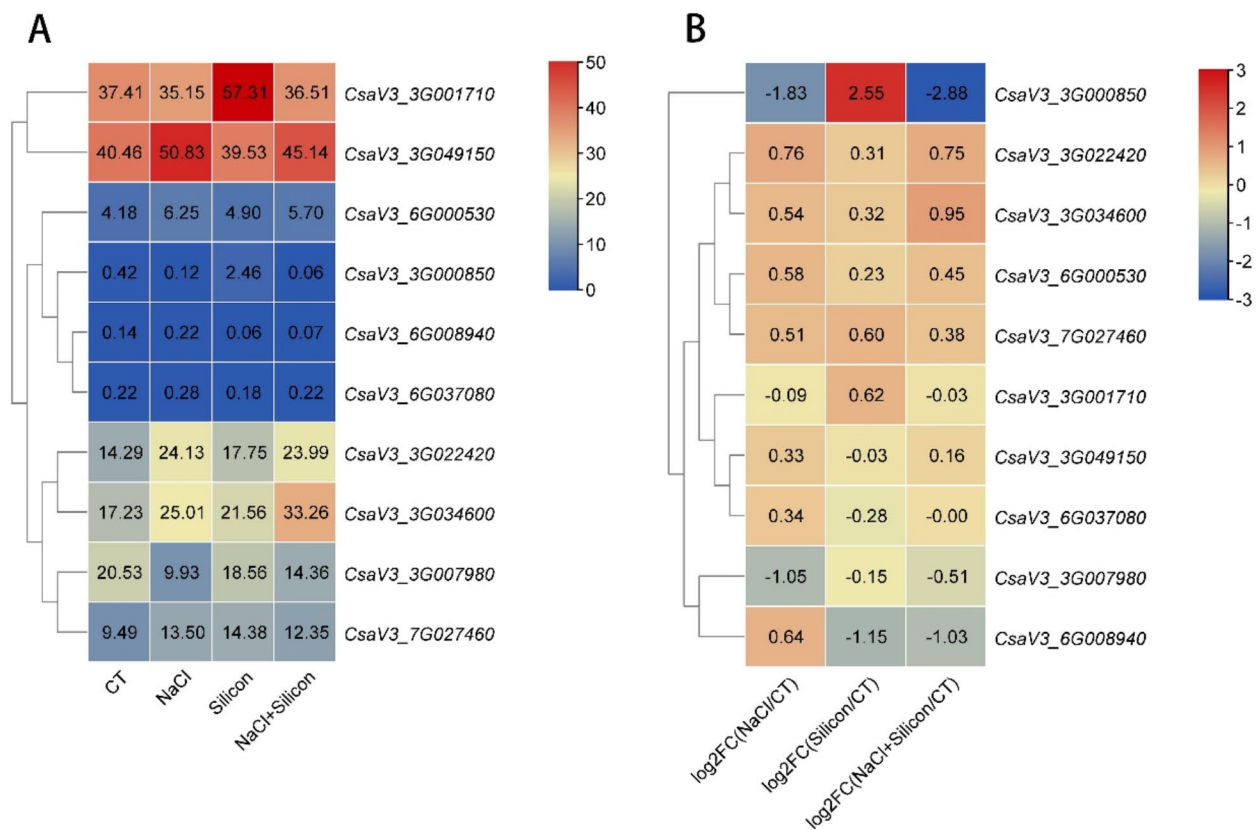 A
37.41 35.15 57.31 36.51 CsaV3_3G001710
40.46 50.83 39.53 45.14 CsaV3_3G049150
4.18 6.25 4.90 5.70 CsaV3_6G000530
0.42 0.12 2.46 0.06 CsaV3_3G000850
0.14 0.22 0.06 0.07 CsaV3_6G008940
0.22 0.28 0.18 0.22 CsaV3_6G037080
14.29 24.13 17.75 23.99 CsaV3_3G022420
17.23 25.01 21.56 33.26 CsaV3_3G034600
20.53 9.93 18.56 14.36 CsaV3_3G007980
9.49 13.50 14.38 12.35 CsaV3_7G027460
CT NaCl Silicon NaCl+Silicon
50
40
30
20
10
0
B
-1.83 2.55 -2.88 CsaV3_3G000850
0.76 0.31 0.75 CsaV3_3G022420
0.54 0.32 0.95 CsaV3_3G034600
0.58 0.23 0.45 CsaV3_6G000530
0.51 0.60 0.38 CsaV3_7G027460
-0.09 0.62 -0.03 CsaV3_3G001710
0.33 -0.03 0.16 CsaV3_3G049150
0.34 -0.28 -0.00 CsaV3_6G037080
-1.05 -0.15 -0.51 CsaV3_3G007980
0.64 -1.15 -1.03 CsaV3_6G008940
log2FC(NaCl/CT) log2FC(Silicon/CT) log2FC(NaCl+Silicon/CT)
3
2
1
0
-1
-2
-3